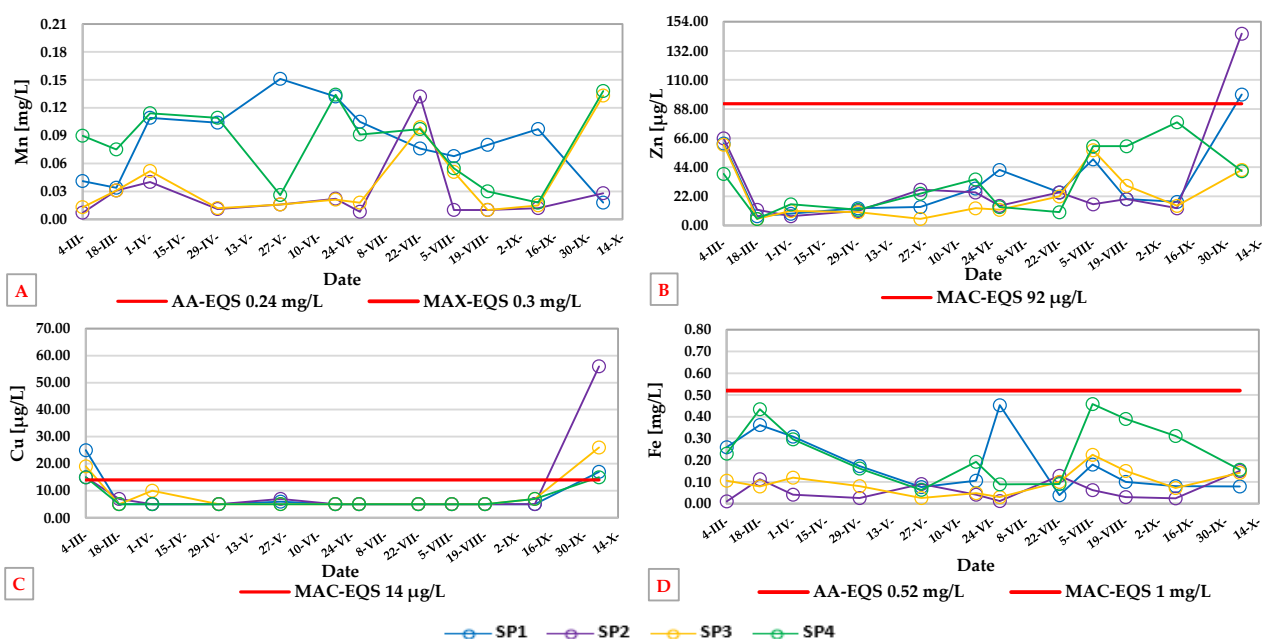 Mn [mg/L]
0.21
0.18
0.15
0.12
0.09
0.06
0.03
0.00
4-III-
18-III-
1-IV-
15-IV-
29-IV-
13-V-
27-V-
10-VI-
24-VI-
8-VII-
22-VII-
5-VIII-
19-VIII-
2-IX-
16-IX-
30-IX-
14-X-
Date
A
AA-EQS 0.24 mg/L
MAX-EQS 0.3 mg/L
Zn [µg/L
154.00
132.00
110.00
88.00
66.00
44.00
22.00
0.00
4-III-
18-III-
1-IV-
15-IV-
29-IV-
13-V-
27-V-
10-VI-
24-VI-
8-VII-
22-VII-
5-VIII-
19-VIII-
2-IX-
16-IX-
30-IX-
14-X-
Date
B
MAC-EQS 92 µg/L
Cu [µg/L]
70.00
60.00
50.00
40.00
30.00
20.00
10.00
0.00
4-III-
18-III-
1-IV-
15-IV-
29-IV-
13-V-
27-V-
10-VI-
24-VI-
8-VII-
22-VII-
5-VIII-
19-VIII-
2-IX-
16-IX-
30-IX-
14-X-
Date
C
MAC-EQS 14 µg/L
Fe [mg/L]
0.80
0.70
0.60
0.50
0.40
0.30
0.20
0.10
0.00
4-III-
18-III-
1-IV-
15-IV-
29-IV-
13-V-
27-V-
10-VI-
24-VI-
8-VII-
22-VII-
5-VIII-
19-VIII-
2-IX-
16-IX-
30-IX-
14-X-
Date
D
AA-EQS 0.52 mg/L
MAC-EQS 1 mg/L
SP1 SP2 SP3 SP4